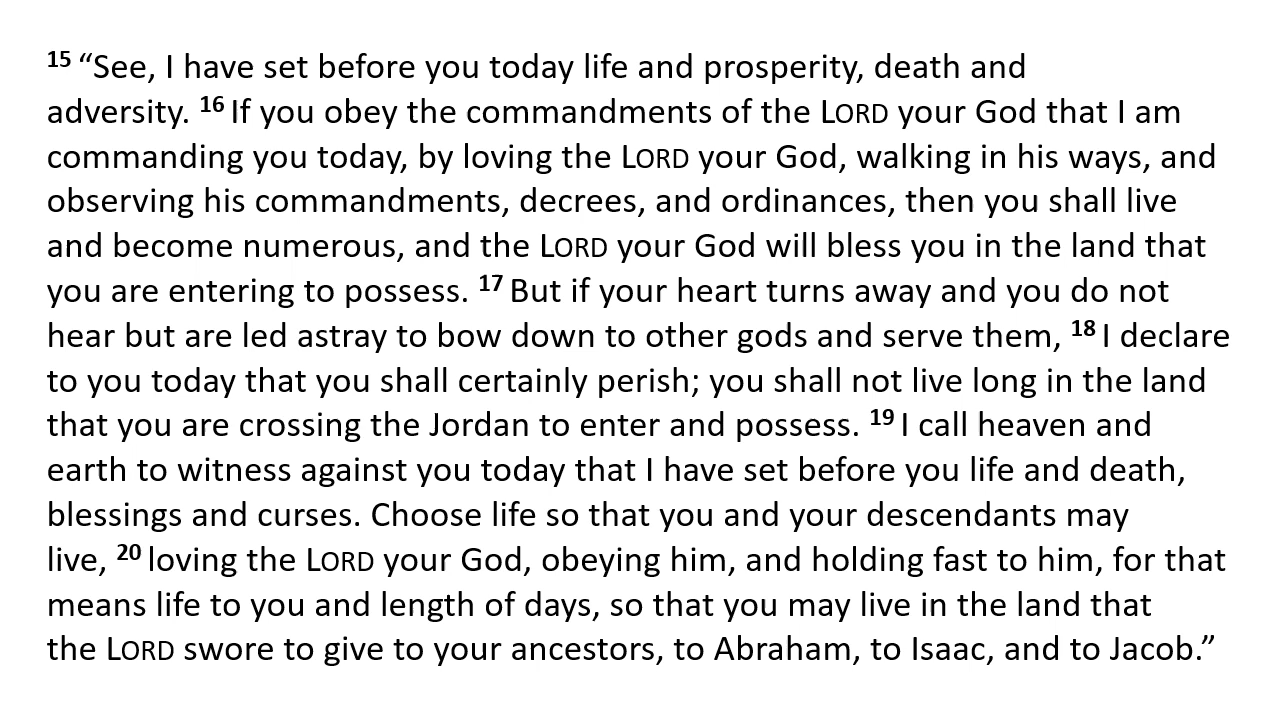 15 “See, I have set before you today life and prosperity, death and
adversity. 16 If you obey the commandments of the LORD your God that I am
commanding you today, by loving the LORD your God, walking in his ways, and
observing his commandments, decrees, and ordinances, then you shall live
and become numerous, and the LORD your God will bless you in the land that
you are entering to possess. 17 But if your heart turns away and you do not
hear but are led astray to bow down to other gods and serve them, 18 I declare
to you today that you shall certainly perish; you shall not live long in the land
that you are crossing the Jordan to enter and possess. 19 I call heaven and
earth to witness against you today that I have set before you life and death,
blessings and curses. Choose life so that you and your descendants may
live, 20 loving the LORD your God, obeying him, and holding fast to him, for that
means life to you and length of days, so that you may live in the land that
the LORD swore to give to your ancestors, to Abraham, to Isaac, and to Jacob.”